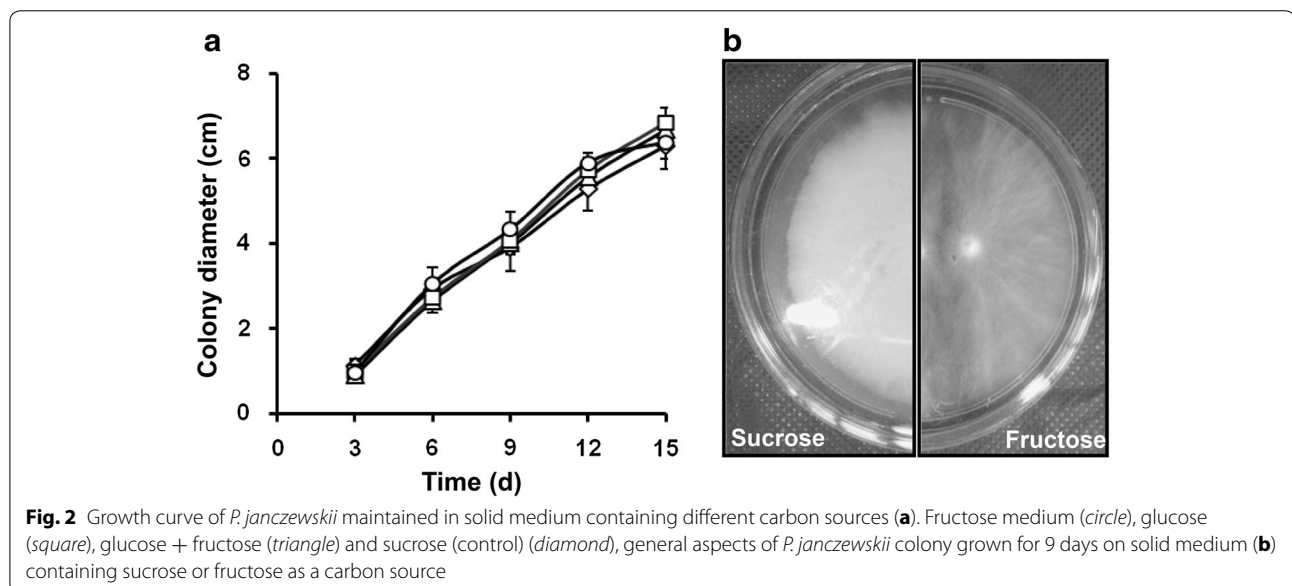 a
b
8
6
4
2
0
Colony diameter (cm)
0 3 6 9 12 15
Time (d)
Sucrose
Fructose
Fig. 2 Growth curve of P. janczewskii maintained in solid medium containing different carbon sources (a). Fructose medium (circle), glucose
(square), glucose + fructose (triangle) and sucrose (control) (diamond), general aspects of P. janczewskii colony grown for 9 days on solid medium (b)
containing sucrose or fructose as a carbon source